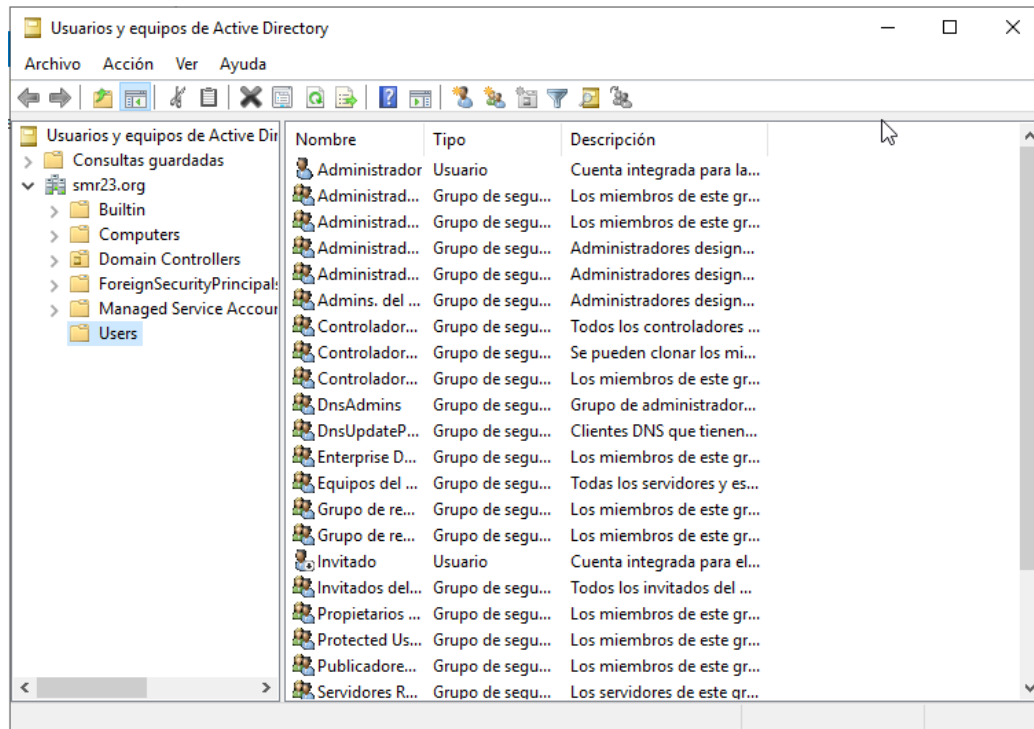 Usuarios y equipos de Active Directory
Archivo Acción Ver Ayuda
Usuarios y equipos de Active Dir
Consultas guardadas
smr23.org
Builtin
Computers
Domain Controllers
ForeignSecurityPrincipals
Managed Service Accour
Users
Nombre Tipo Descripción
Administrador Usuario Cuenta integrada para la...
Administrad... Grupo de segu... Los miembros de este gr...
Administrad... Grupo de segu... Los miembros de este gr...
Administrad... Grupo de segu... Administradores design...
Administrad... Grupo de segu... Administradores design...
Admins. del ... Grupo de segu... Administradores design...
Controlador... Grupo de segu... Todos los controladores ...
Controlador... Grupo de segu... Se pueden clonar los mi...
Controlador... Grupo de segu... Los miembros de este gr...
DnsAdmins Grupo de segu... Grupo de administrador...
DnsUpdateP... Grupo de segu... Clientes DNS que tienen...
Enterprise D... Grupo de segu... Los miembros de este gr...
Equipos del ... Grupo de segu... Todas los servidores y es...
Grupo de re... Grupo de segu... Los miembros de este gr...
Grupo de re... Grupo de segu... Los miembros de este gr...
Invitado Usuario Cuenta integrada para el...
Invitados del... Grupo de segu... Todos los invitados del ...
Propietarios ... Grupo de segu... Los miembros de este gr...
Protected Us... Grupo de segu... Los miembros de este gr...
Publicadore... Grupo de segu... Los miembros de este gr...
Servidores R... Grupo de segu... Los servidores de este gr...